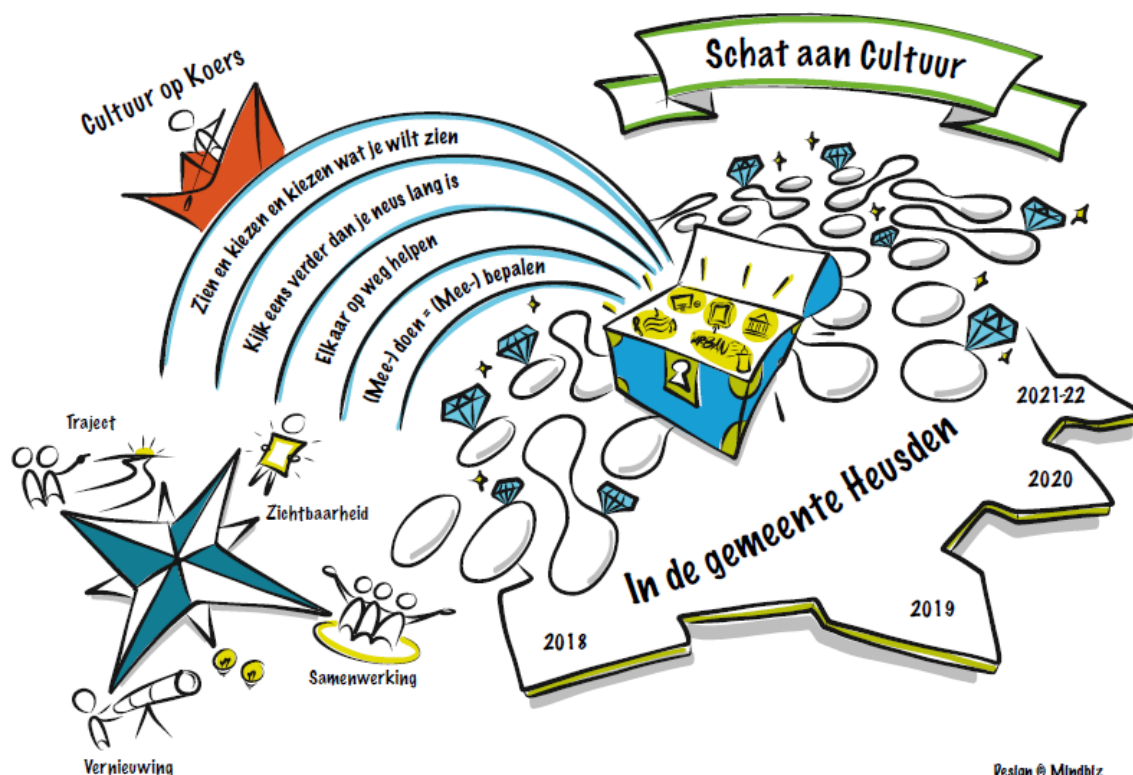 Schat aan Cultuur
Cultuur op Koers
Zien en kiezen en kiezen wat je wilt zien
Kijk eens verder dan je neus lang is
Elkaar op weg helpen
(Mee-) doen = (Mee-) bepalen
Traject
Zichtbaarheid
Samenwerking
Vernieuwing
In de gemeente Heusden
2018
2019
2020
2021-22
Design @ Mindbiz